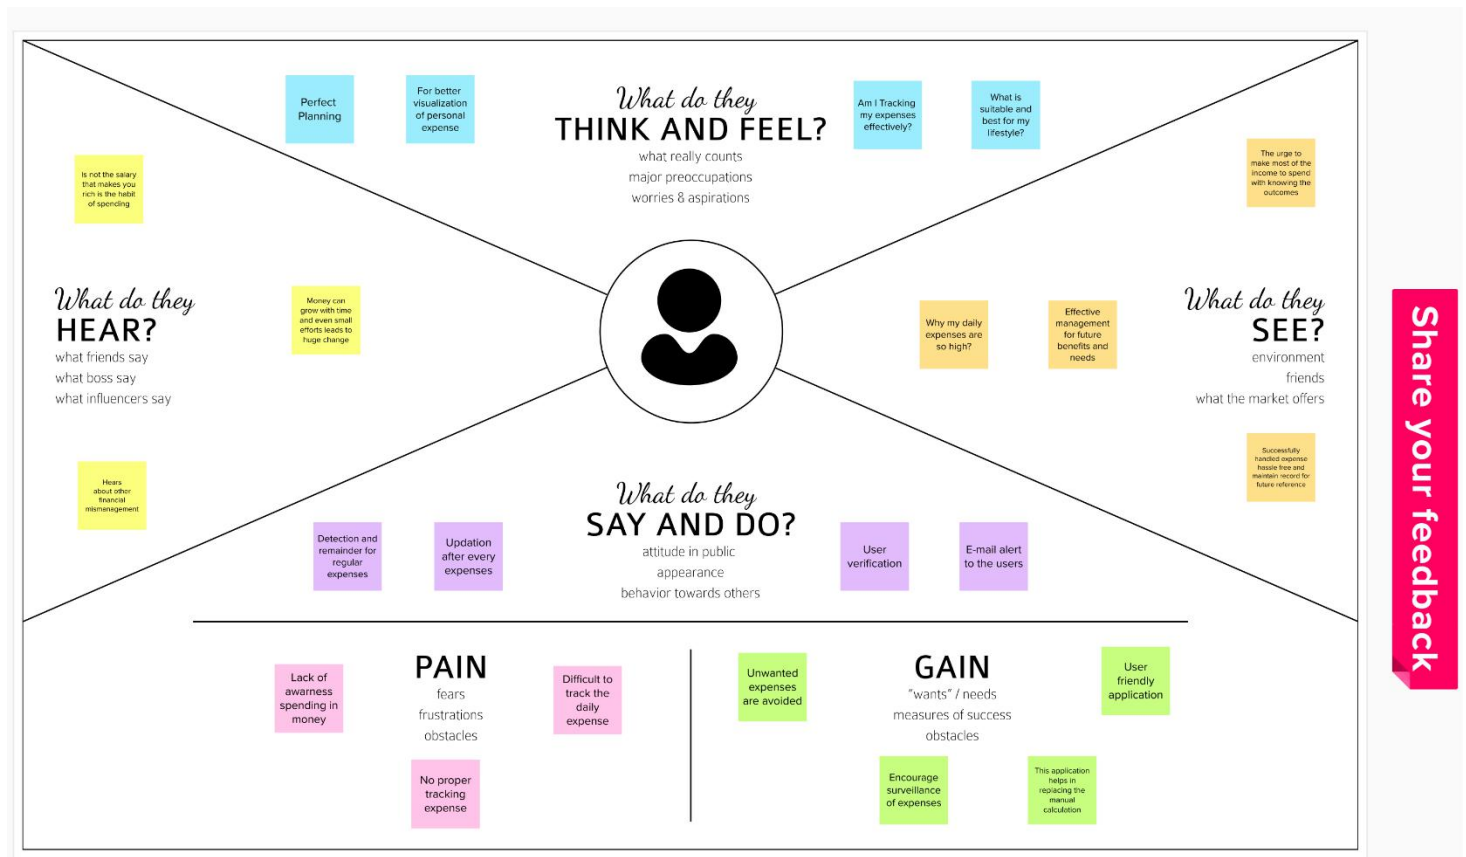 What do they
THINK AND FEEL?
what really counts
major preoccupations
worries & aspirations
Perfect
Planning
For better
visualization
of personal
expense
Am I Tracking
my expenses
effectively?
What is
suitable and
best for my
lifestyle?
What do they
HEAR?
what friends say
what boss say
what influencers say
Is not the salary
that makes you
rich is the habit
of spending
Money can
grow with time
and even small
efforts leads to
huge change
Hears
about other
financial
mismanagement
What do they
SEE?
environment
friends
what the market offers
The urge to
make most of the
income to spend
with knowing the
outcomes
Why my daily
expenses are
so high?
Effective
management
for future
benefits and
needs
Successfully
handled expense
hassle free and
maintain record for
future reference
What do they
SAY AND DO?
attitude in public
appearance
behavior towards others
Detection and
remainder for
regular
expenses
Updation
after every
expenses
User
verification
E-mail alert
to the users
PAIN
fears
frustrations
obstacles
Lack of
awarness
spending in
money
Difficult to
track the
daily
expense
No proper
tracking
expense
GAIN
"wants" / needs
measures of success
obstacles
Unwanted
expenses
are avoided
User
friendly
application
Encourage
surveillance
of expenses
This application
helps in
replacing the
manual
calculation
Share your feedback